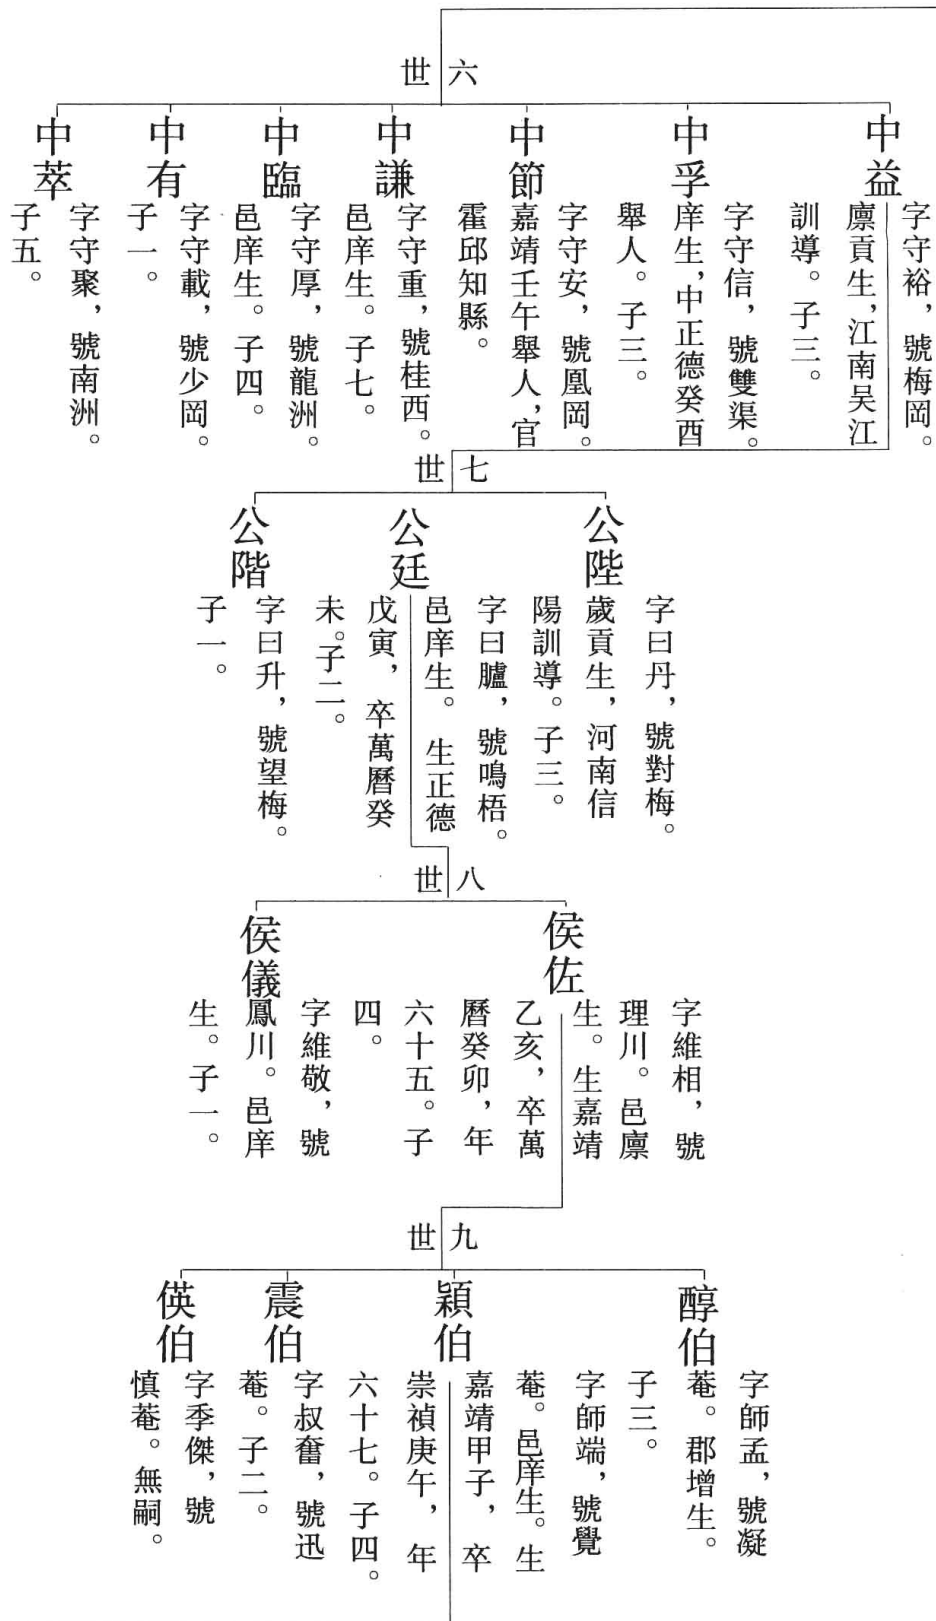 六世
中益
字守裕，號梅岡。
廩貢生，江南吴江
訓導。子三。
中孚
字守信，號雙渠。
庠生，中正德癸酉
舉人。子三。
中節
字守安，號凰岡。
嘉靖壬午舉人，官
霍邱知縣。
中謙
字守重，號桂西。
邑庠生。子七。
中臨
字守厚，號龍洲。
邑庠生。子四。
中有
字守載，號少岡。
子一。
中萃
字守聚，號南洲。
子五。
七世
公陛
字曰丹，號對梅。
歲貢生，河南信
陽訓導。子三。
公廷
字曰臚，號鳴梧。
邑庠生。生正德
戊寅，卒萬曆癸
未。子二。
公階
字曰升，號望梅。
子一。
八世
侯佐
字維相，號
理川。邑廩
生。生嘉靖
乙亥，卒萬
曆癸卯，年
六十五。子
四。
侯儀
字維敬，號
鳳川。邑庠
生。子一。
九世
醇伯
字師孟，號凝
菴。郡增生。
子三。
穎伯
字師端，號覺
菴。邑庠生。生
嘉靖甲子，卒
崇禎庚午，年
六十七。子四。
震伯
字叔奮，號迅
菴。子二。
偀伯
字季傑，號
慎菴。無嗣。